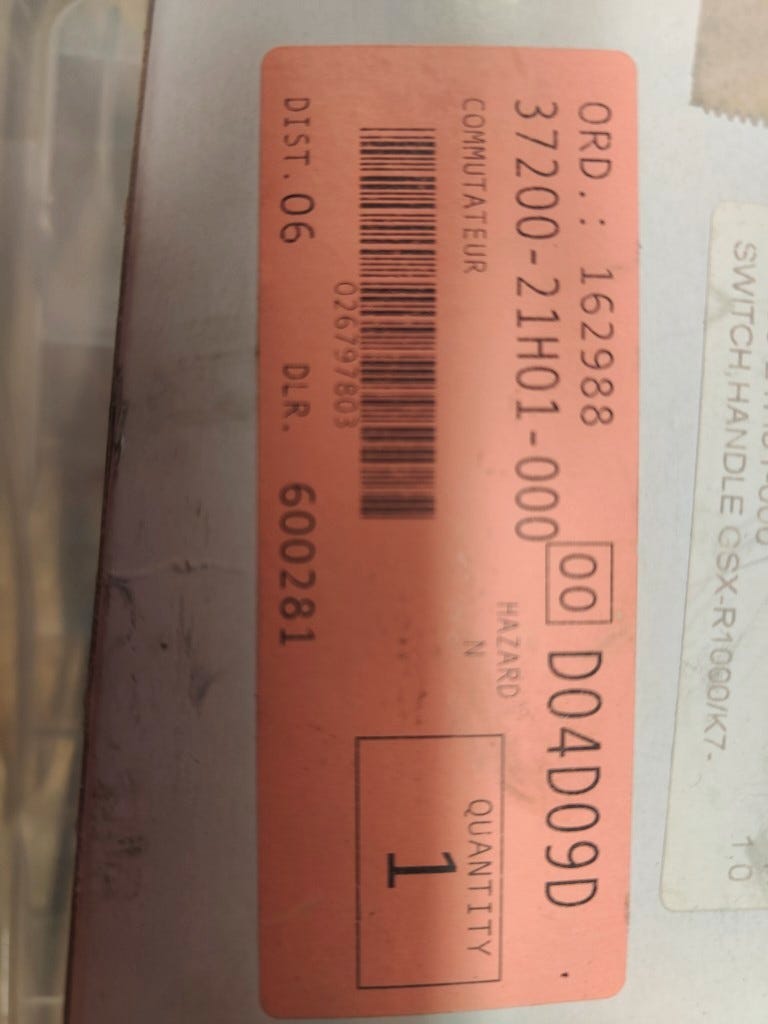 ORD.: 162988
00 D04D09D
37200-21H01-000
COMMUTATEUR
HAZARD
N
026797803
QUANTITY
1
DIST. 06 DLR. 600281
SWITCH,HANDLE GSX-R1000/K7-
1,0